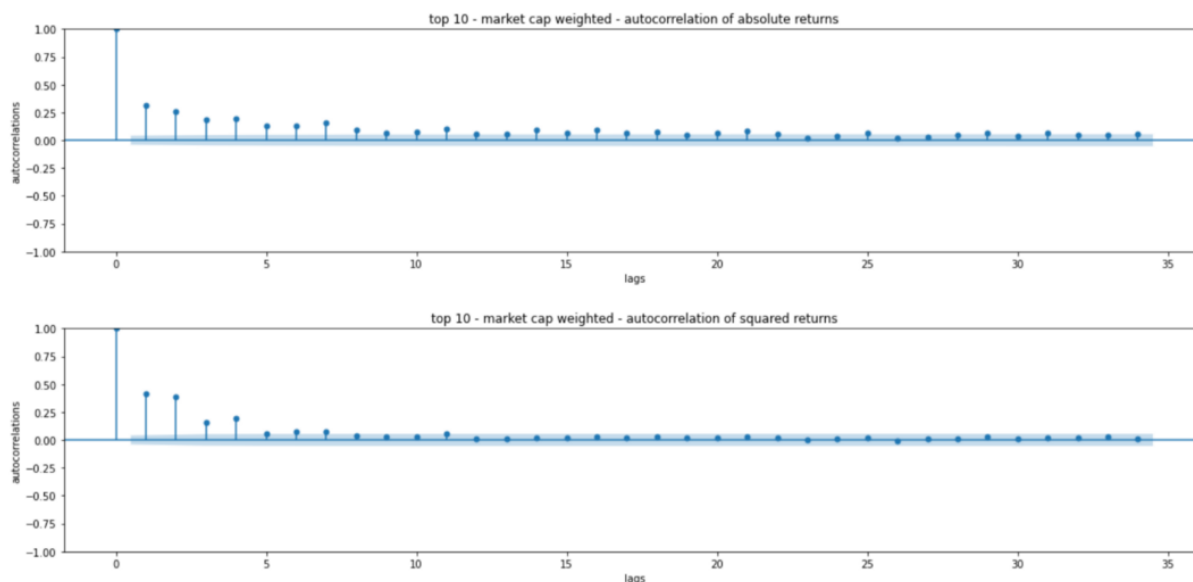 top 10 - market cap weighted - autocorrelation of absolute returns
1.00
0.75
0.50
0.25
0.00
−0.25
−0.50
−0.75
−1.00
autocorrelations
0 5 10 15 20 25 30 35
lags
top 10 - market cap weighted - autocorrelation of squared returns
1.00
0.75
0.50
0.25
0.00
−0.25
−0.50
−0.75
−1.00
autocorrelations
0 5 10 15 20 25 30 35
lags